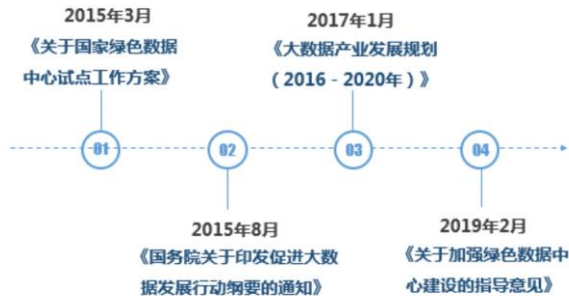 2015年3月
《关于国家绿色数据
中心试点工作方案》
2017年1月
《大数据产业发展规划
（2016－2020年）》
01
02
03
04
2015年8月
《国务院关于印发促进大数
据发展行动纲要的通知》
2019年2月
《关于加强绿色数据中
心建设的指导意见》